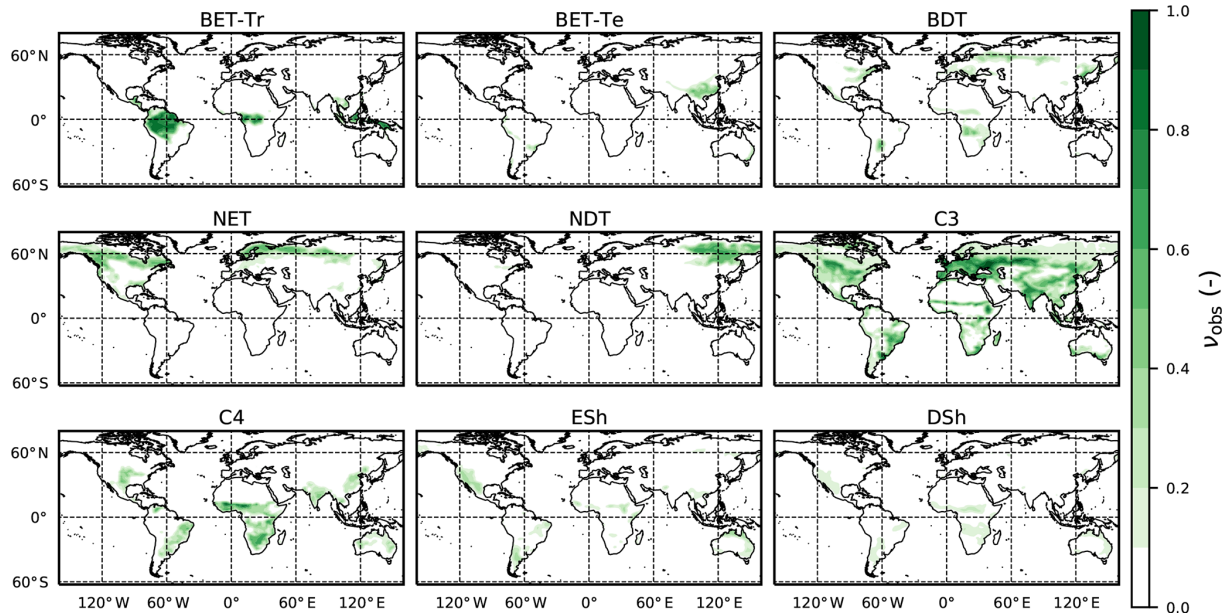 BET-Tr BET-Te BDT
60°N
0°
60°S
NET NDT C3
60°N
0°
60°S
C4 ESh DSh
60°N
0°
60°S
120°W 60°W 0° 60°E 120°E 120°W 60°W 0° 60°E 120°E 120°W 60°W 0° 60°E 120°E
1.0
0.8
0.6
0.4
0.2
0.0
νobs (-)